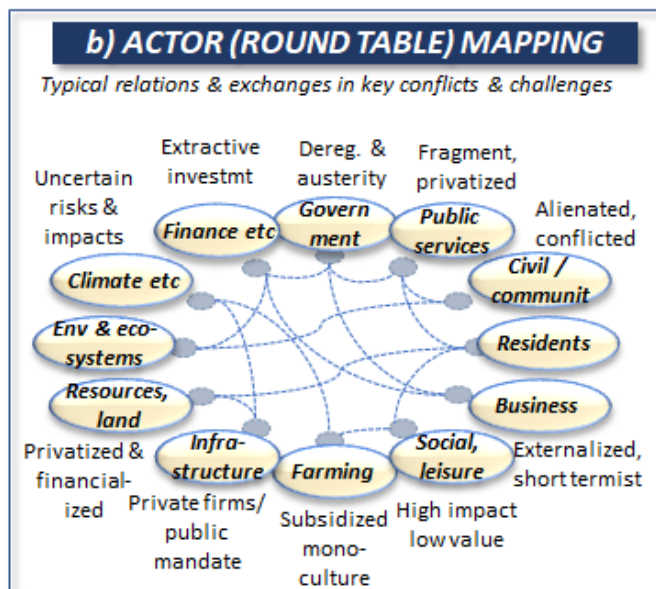 b) ACTOR (ROUND TABLE) MAPPING
Typical relations & exchanges in key conflicts & challenges
Extractive
investmt
Dereg. &
austerity
Fragment,
privatized
Uncertain
risks &
impacts
Alienated,
conflicted
Finance etc
Govern
ment
Public
services
Climate etc
Civil /
communit
Env & eco-
systems
Residents
Resources,
land
Business
Infra-
structure
Farming
Social,
leisure
Privatized &
financial-
ized
Private firms/
public
mandate
Subsidized
mono-
culture
High impact
low value
Externalized,
short termist